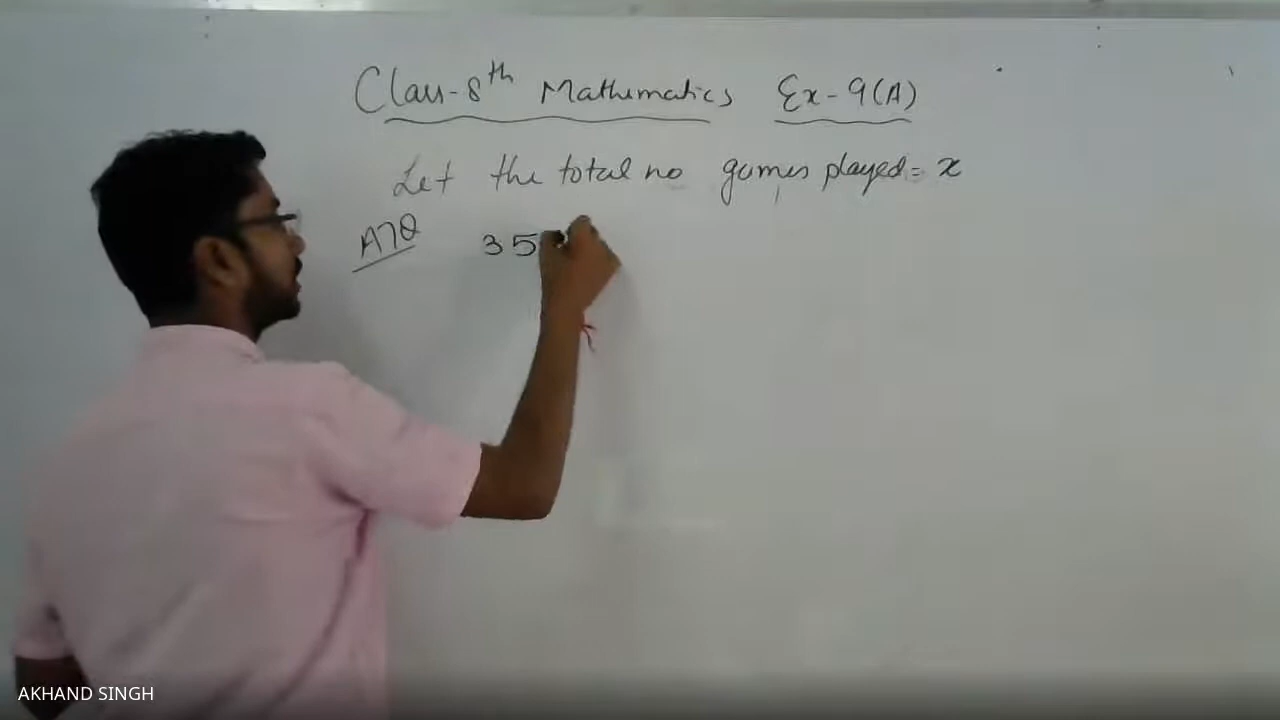 Class-8th Mathematics Ex-9(A)
Let the total no games played = x
ATQ 35
AKHAND SINGH